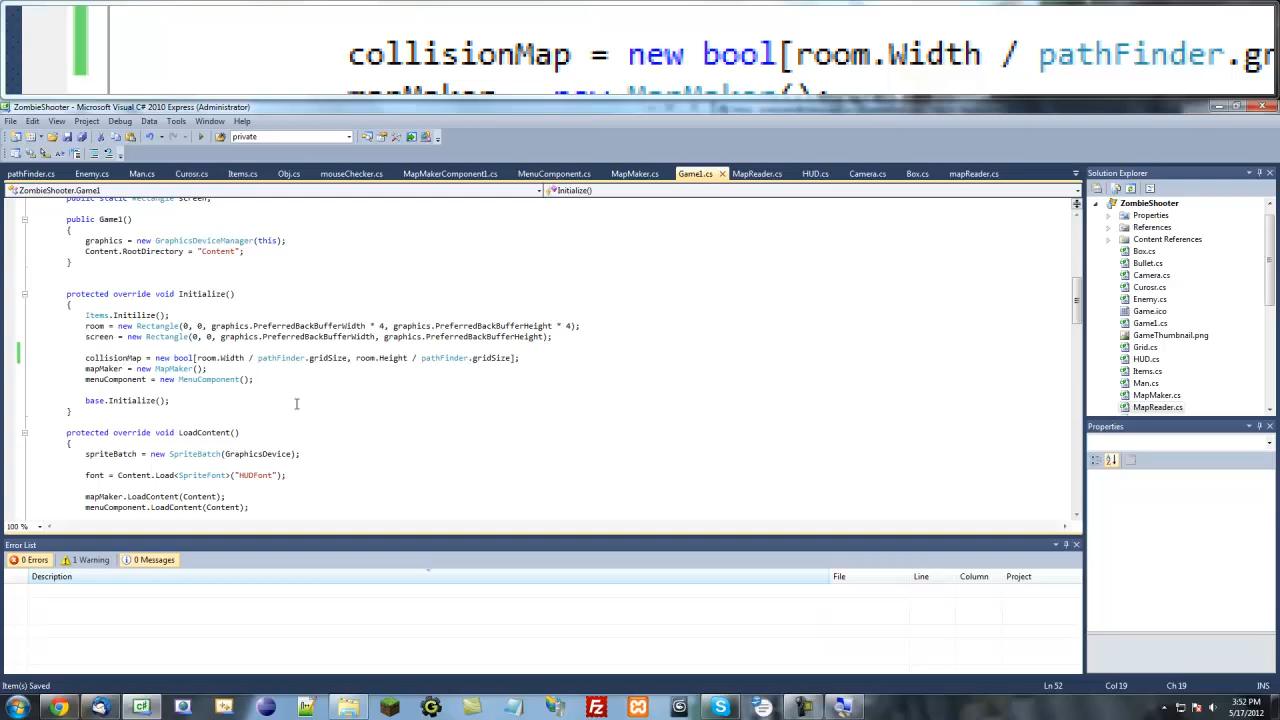 collisionMap = new bool[room.Width / pathFinder.gr
mapMaker = new MapMaker();
ZombieShooter - Microsoft Visual C# 2010 Express (Administrator)
File Edit View Project Debug Data Tools Window Help
private
pathFinder.cs Enemy.cs Man.cs Curosr.cs Items.cs Obj.cs mouseChecker.cs MapMakerComponent1.cs MenuComponent.cs MapMaker.cs Game1.cs MapReader.cs HUD.cs Camera.cs Box.cs mapReader.cs
ZombieShooter.Game1 Initialize()
public static Rectangle screen;
public Game1()
{
graphics = new GraphicsDeviceManager(this);
Content.RootDirectory = "Content";
}
protected override void Initialize()
{
Items.Initilize();
room = new Rectangle(0, 0, graphics.PreferredBackBufferWidth * 4, graphics.PreferredBackBufferHeight * 4);
screen = new Rectangle(0, 0, graphics.PreferredBackBufferWidth, graphics.PreferredBackBufferHeight);
collisionMap = new bool[room.Width / pathFinder.gridSize, room.Height / pathFinder.gridSize];
mapMaker = new MapMaker();
menuComponent = new MenuComponent();
base.Initialize();
}
protected override void LoadContent()
{
spriteBatch = new SpriteBatch(GraphicsDevice);
font = Content.Load<SpriteFont>("HUDFont");
mapMaker.LoadContent(Content);
menuComponent.LoadContent(Content);
100 %
Solution Explorer
ZombieShooter
Properties
References
Content References
Box.cs
Bullet.cs
Camera.cs
Curosr.cs
Enemy.cs
Game.ico
Game1.cs
GameThumbnail.png
Grid.cs
HUD.cs
Items.cs
Man.cs
MapMaker.cs
MapReader.cs
Properties
Error List
0 Errors 1 Warning 0 Messages
Description File Line Column Project
Item(s) Saved Ln 52 Col 19 Ch 19 INS
3:52 PM
5/17/2012